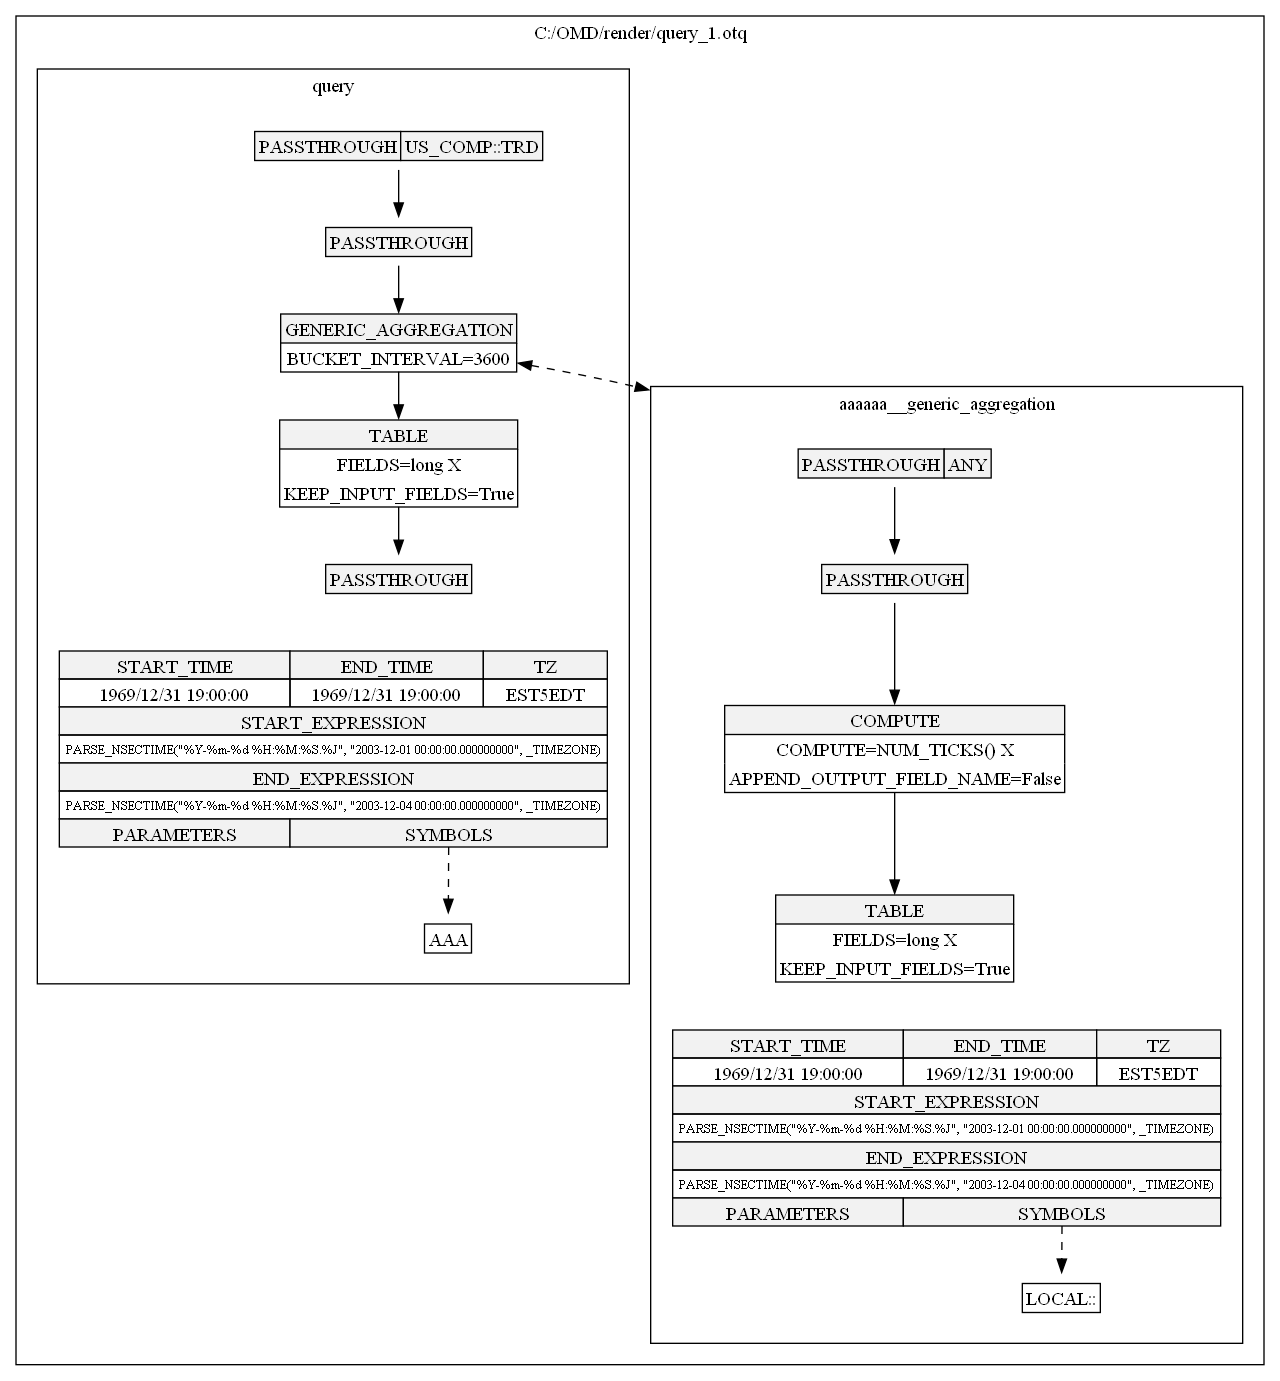 C:/OMD/render/query_1.otq
query
PASSTHROUGH US_COMP::TRD
PASSTHROUGH
GENERIC_AGGREGATION
BUCKET_INTERVAL=3600
TABLE
FIELDS=long X
KEEP_INPUT_FIELDS=True
PASSTHROUGH
START_TIME END_TIME TZ
1969/12/31 19:00:00 1969/12/31 19:00:00 EST5EDT
START_EXPRESSION
PARSE_NSECTIME("%Y-%m-%d %H:%M:%S.%J", "2003-12-01 00:00:00.000000000", _TIMEZONE)
END_EXPRESSION
PARSE_NSECTIME("%Y-%m-%d %H:%M:%S.%J", "2003-12-04 00:00:00.000000000", _TIMEZONE)
PARAMETERS SYMBOLS
AAA
aaaaaa__generic_aggregation
PASSTHROUGH ANY
PASSTHROUGH
COMPUTE
COMPUTE=NUM_TICKS() X
APPEND_OUTPUT_FIELD_NAME=False
TABLE
FIELDS=long X
KEEP_INPUT_FIELDS=True
START_TIME END_TIME TZ
1969/12/31 19:00:00 1969/12/31 19:00:00 EST5EDT
START_EXPRESSION
PARSE_NSECTIME("%Y-%m-%d %H:%M:%S.%J", "2003-12-01 00:00:00.000000000", _TIMEZONE)
END_EXPRESSION
PARSE_NSECTIME("%Y-%m-%d %H:%M:%S.%J", "2003-12-04 00:00:00.000000000", _TIMEZONE)
PARAMETERS SYMBOLS
LOCAL::